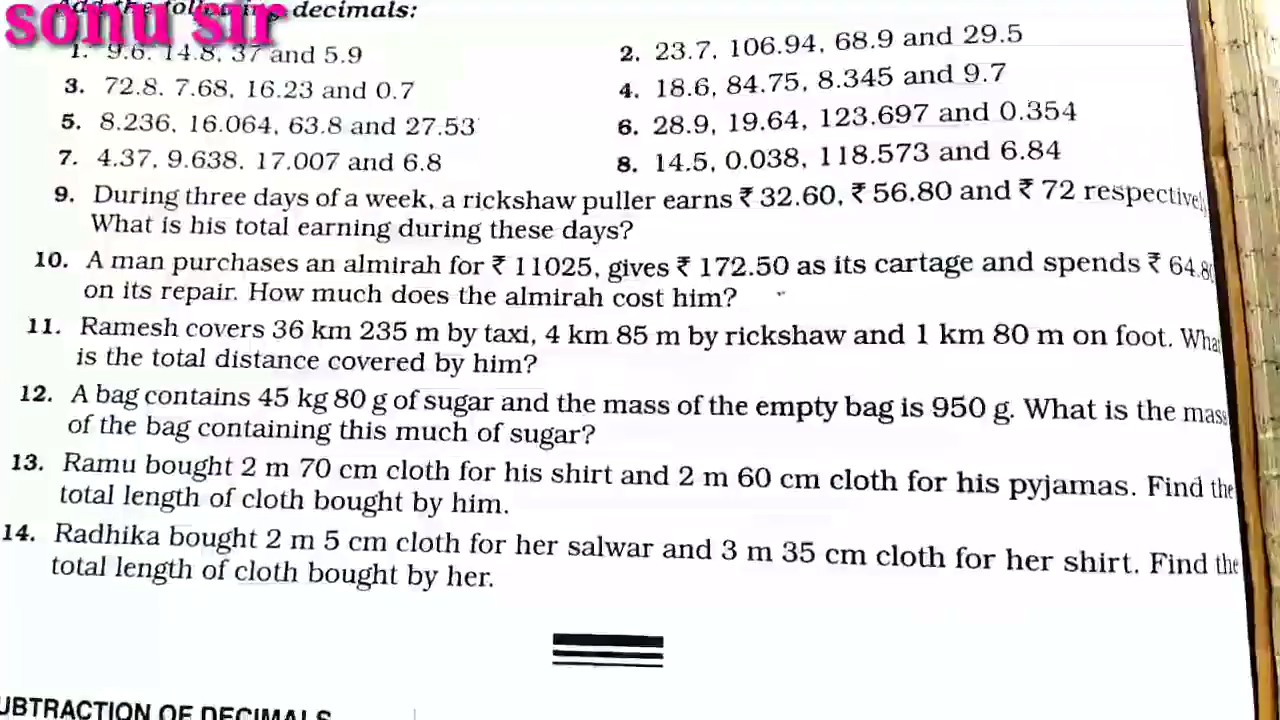 sonu sir
Add the following decimals:
1. 9.6, 14.8, 37 and 5.9
2. 23.7, 106.94, 68.9 and 29.5
3. 72.8, 7.68, 16.23 and 0.7
4. 18.6, 84.75, 8.345 and 9.7
5. 8.236, 16.064, 63.8 and 27.53
6. 28.9, 19.64, 123.697 and 0.354
7. 4.37, 9.638, 17.007 and 6.8
8. 14.5, 0.038, 118.573 and 6.84
9. During three days of a week, a rickshaw puller earns ₹ 32.60, ₹ 56.80 and ₹ 72 respectively
What is his total earning during these days?
10. A man purchases an almirah for ₹ 11025, gives ₹ 172.50 as its cartage and spends ₹ 64.80
on its repair. How much does the almirah cost him?
11. Ramesh covers 36 km 235 m by taxi, 4 km 85 m by rickshaw and 1 km 80 m on foot. What
is the total distance covered by him?
12. A bag contains 45 kg 80 g of sugar and the mass of the empty bag is 950 g. What is the mass
of the bag containing this much of sugar?
13. Ramu bought 2 m 70 cm cloth for his shirt and 2 m 60 cm cloth for his pyjamas. Find the
total length of cloth bought by him.
14. Radhika bought 2 m 5 cm cloth for her salwar and 3 m 35 cm cloth for her shirt. Find the
total length of cloth bought by her.
UBTRACTION OF DECIMALS